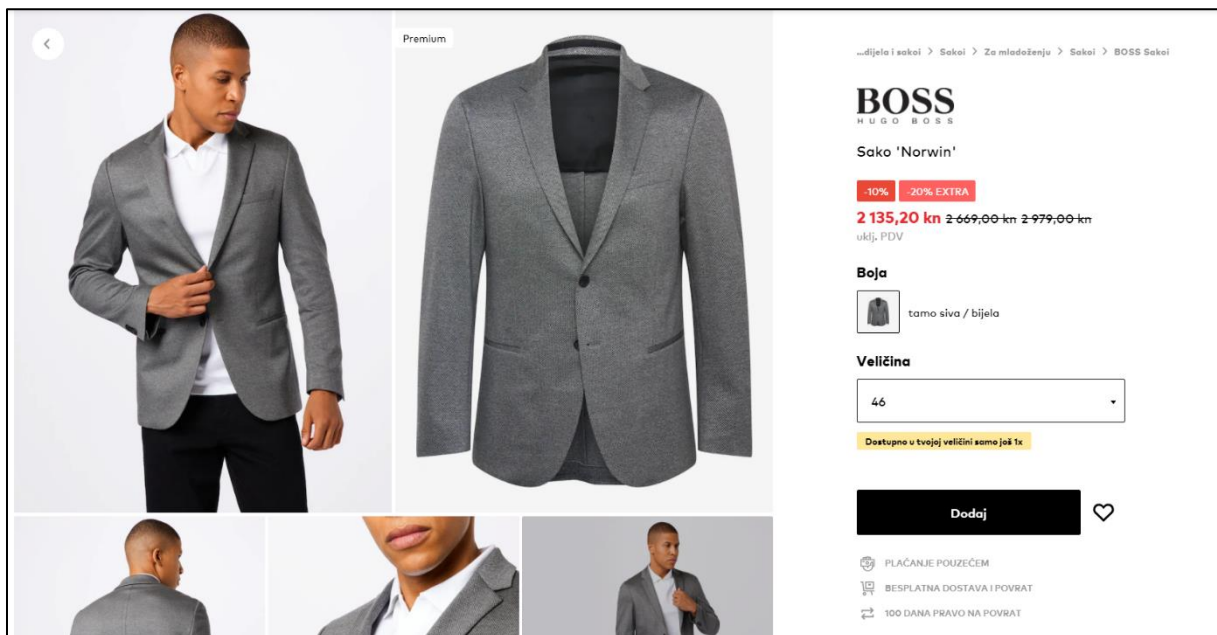 Premium
...dijela i sakoi > Sakoi > Za mladoženju > Sakoi > BOSS Sakoi
BOSS
HUGO BOSS
Sako 'Norwin'
-10% -20% EXTRA
2 135,20 kn 2 669,00 kn 2 979,00 kn
uklj. PDV
Boja
tamo siva / bijela
Veličina
46
Dostupno u tvojoj veličini samo još 1x
Dodaj
PLAČANJE POUZEĆEM
BESPLATNA DOSTAVA I POVRAT
100 DANA PRAVO NA POVRAT